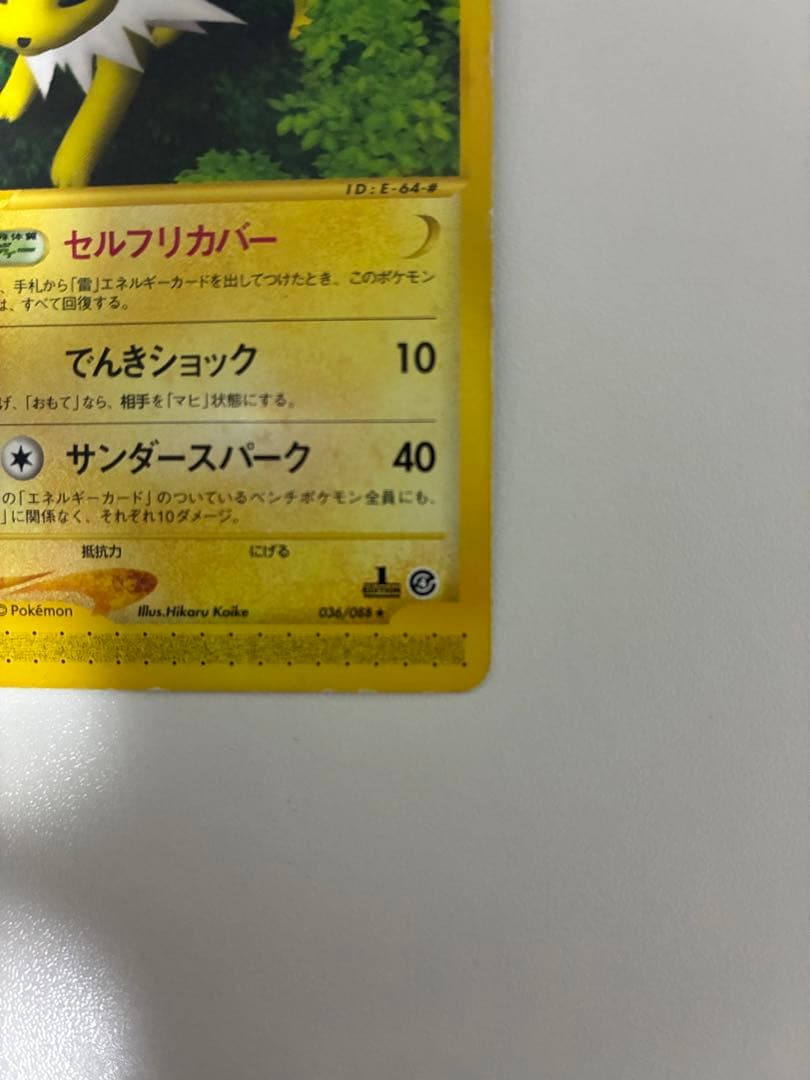 ID : E-64-#
セルフリカバー
、手札から「雷」エネルギーカードを出してつけたとき、このポケモン
は、すべて回復する。
でんきショック 10
げ、「おもて」なら、相手を「マヒ」状態にする。
サンダースパーク 40
の「エネルギーカード」のついているベンチポケモン全員にも、
」に関係なく、それぞれ10ダメージ。
抵抗力 にげる
1
EDITION
© Pokémon Illus.Hikaru Koike 036/088 ★